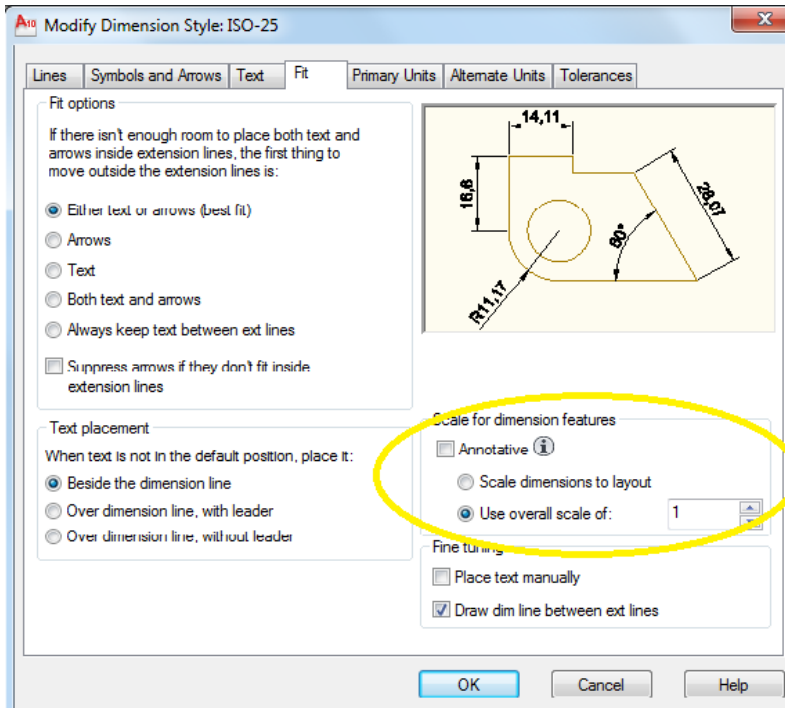 A10 Modify Dimension Style: ISO-25
Lines Symbols and Arrows Text Fit Primary Units Alternate Units Tolerances
Fit options
If there isn't enough room to place both text and
arrows inside extension lines, the first thing to
move outside the extension lines is:
Either text or arrows (best fit)
Arrows
Text
Both text and arrows
Always keep text between ext lines
Suppress arrows if they don't fit inside
extension lines
Text placement
When text is not in the default position, place it:
Beside the dimension line
Over dimension line, with leader
Over dimension line, without leader
14,11
16,6
28,07
60°
R11,17
Scale for dimension features
Annotative
Scale dimensions to layout
Use overall scale of: 1
Fine tuning
Place text manually
Draw dim line between ext lines
OK Cancel Help